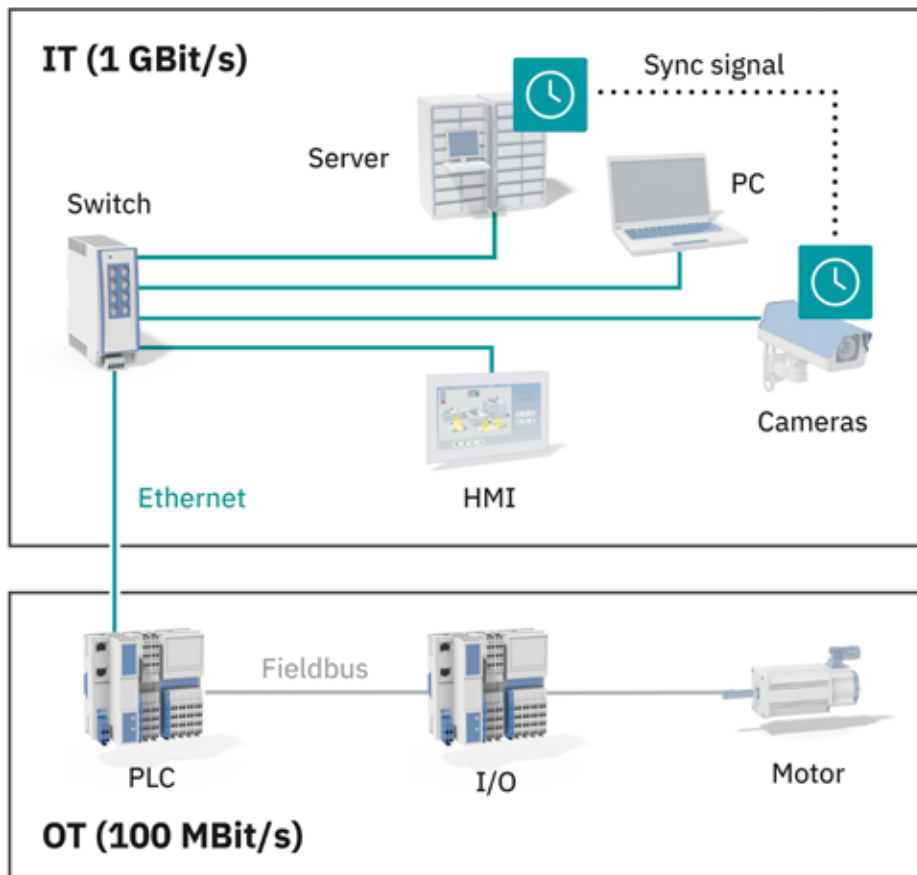 IT (1 GBit/s)
Sync signal
Server
PC
Switch
Cameras
Ethernet
HMI
Fieldbus
PLC
I/O
Motor
OT (100 MBit/s)